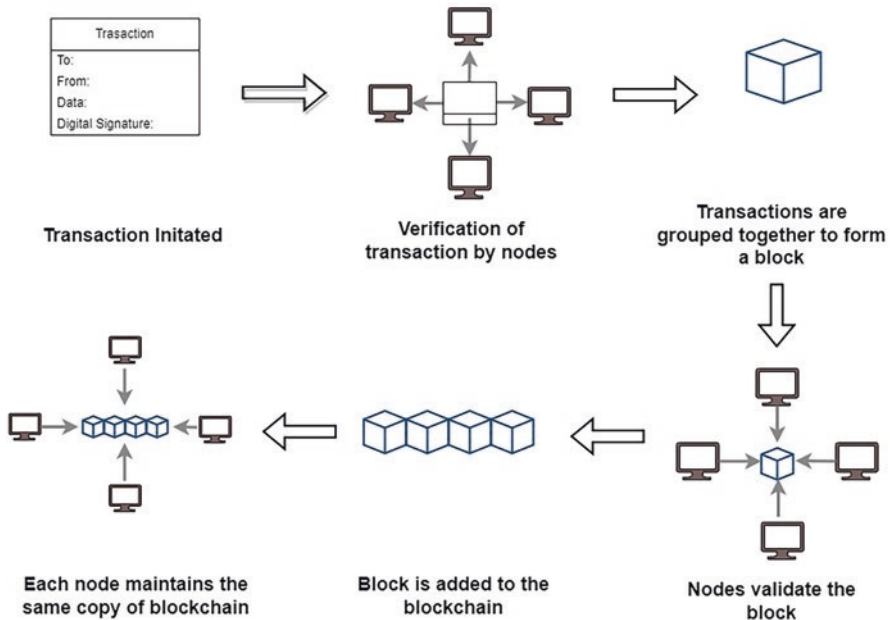 Trasaction
To:
From:
Data:
Digital Signature:
Transaction Initated
Verification of
transaction by nodes
Transactions are
grouped together to form
a block
Nodes validate the
block
Block is added to the
blockchain
Each node maintains the
same copy of blockchain